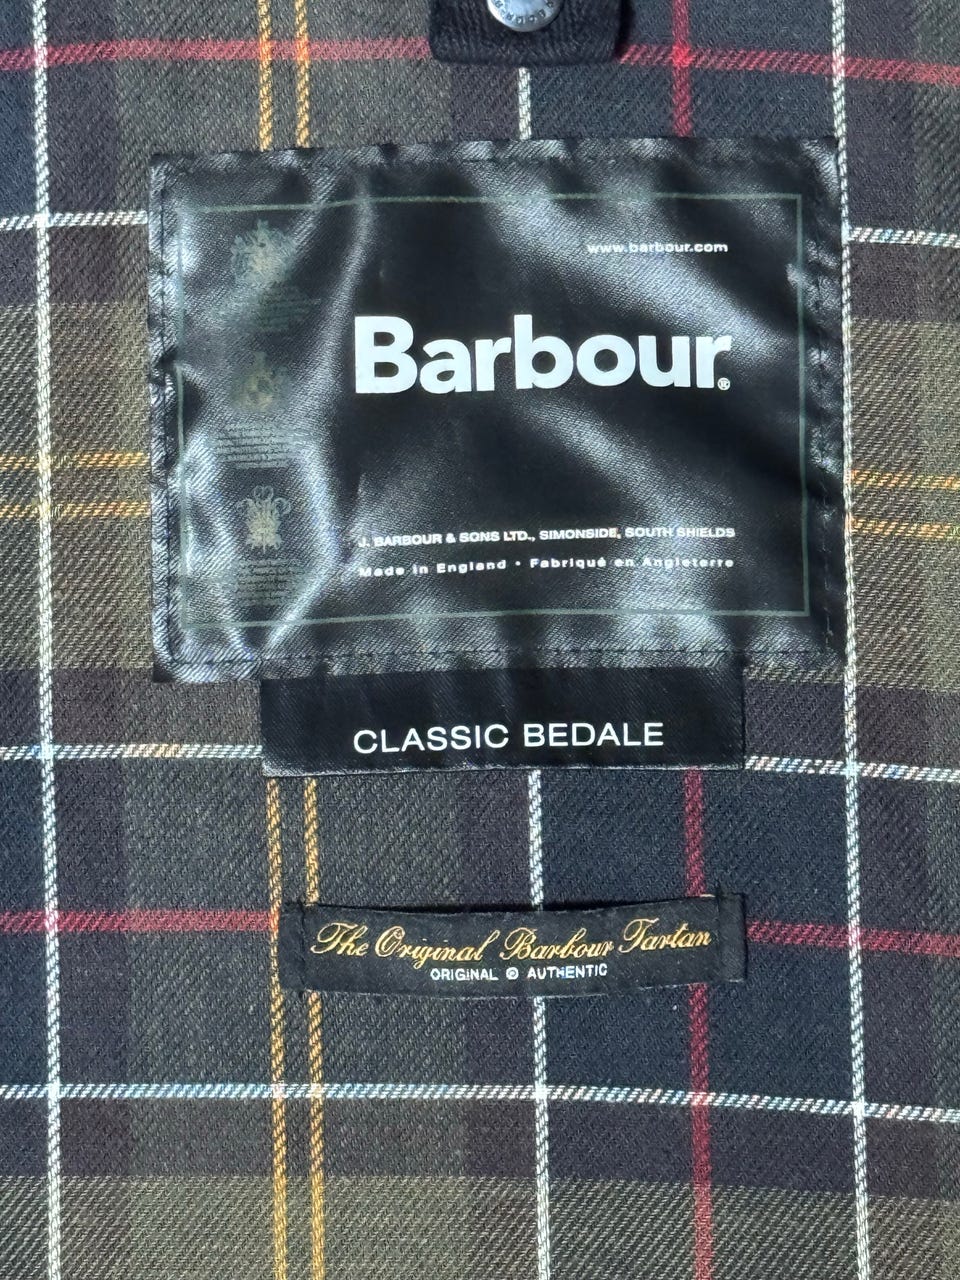 www.barbour.com
Barbour®
J. BARBOUR & SONS LTD., SIMONSIDE, SOUTH SHIELDS
Made in England • Fabriqué en Angleterre
CLASSIC BEDALE
The Original Barbour Tartan
ORIGINAL ® AUTHENTIC